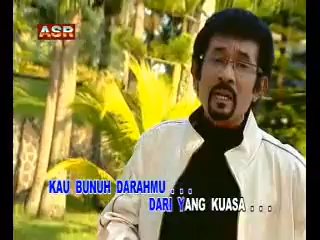 ASR
KAU BUNUH DARAHMU . . .
DARI YANG KUASA . . .